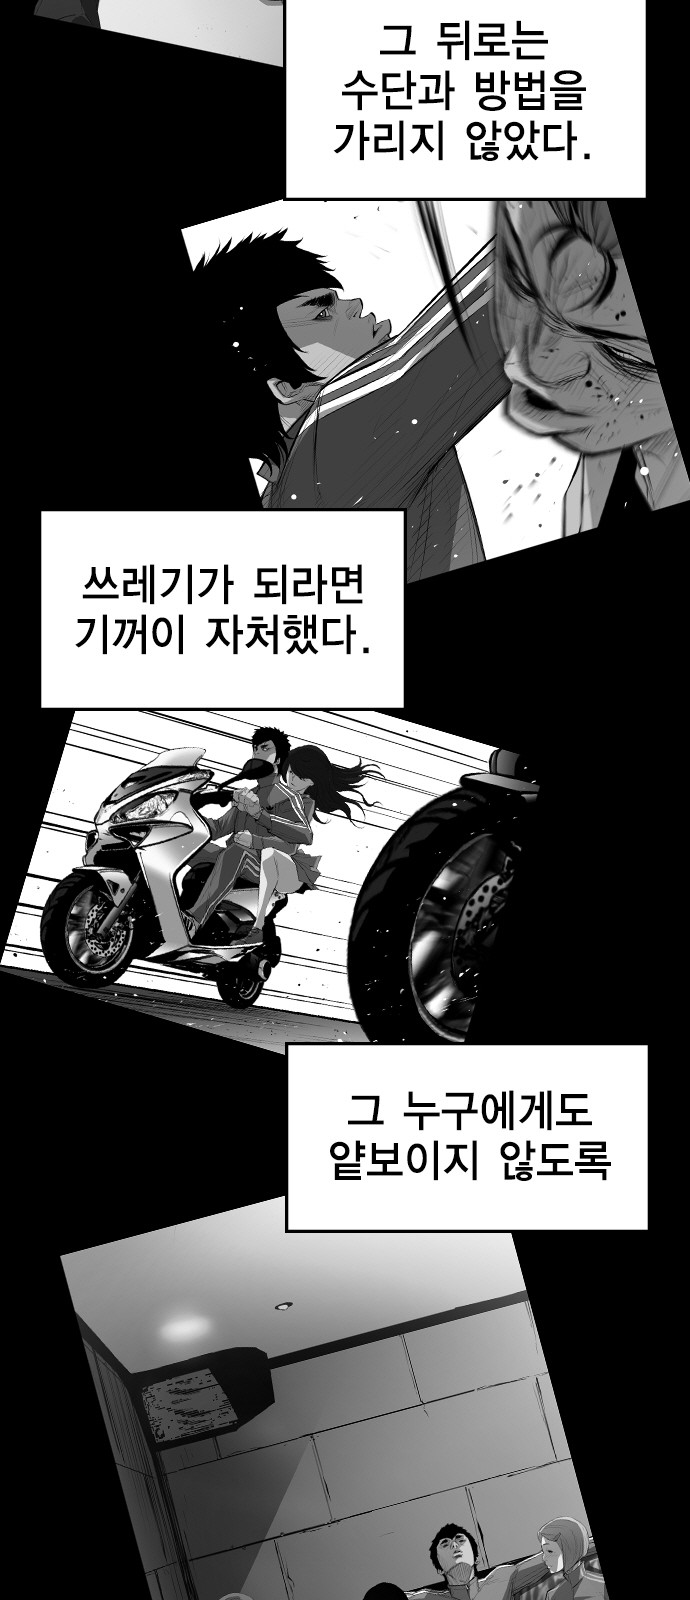 그 뒤로는
수단과 방법을
가리지 않았다.
쓰레기가 되라면
기꺼이 자처했다.
그 누구에게도
얕보이지 않도록